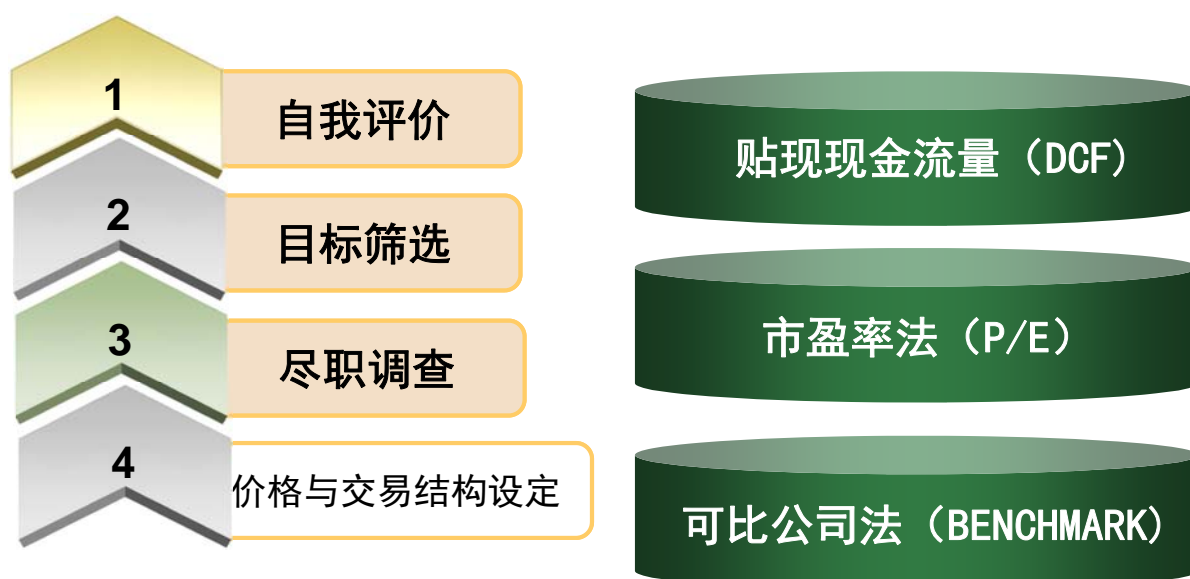 1
自我评价
2
目标筛选
3
尽职调查
4
价格与交易结构设定
贴现现金流量（DCF）
市盈率法（P/E）
可比公司法（BENCHMARK）